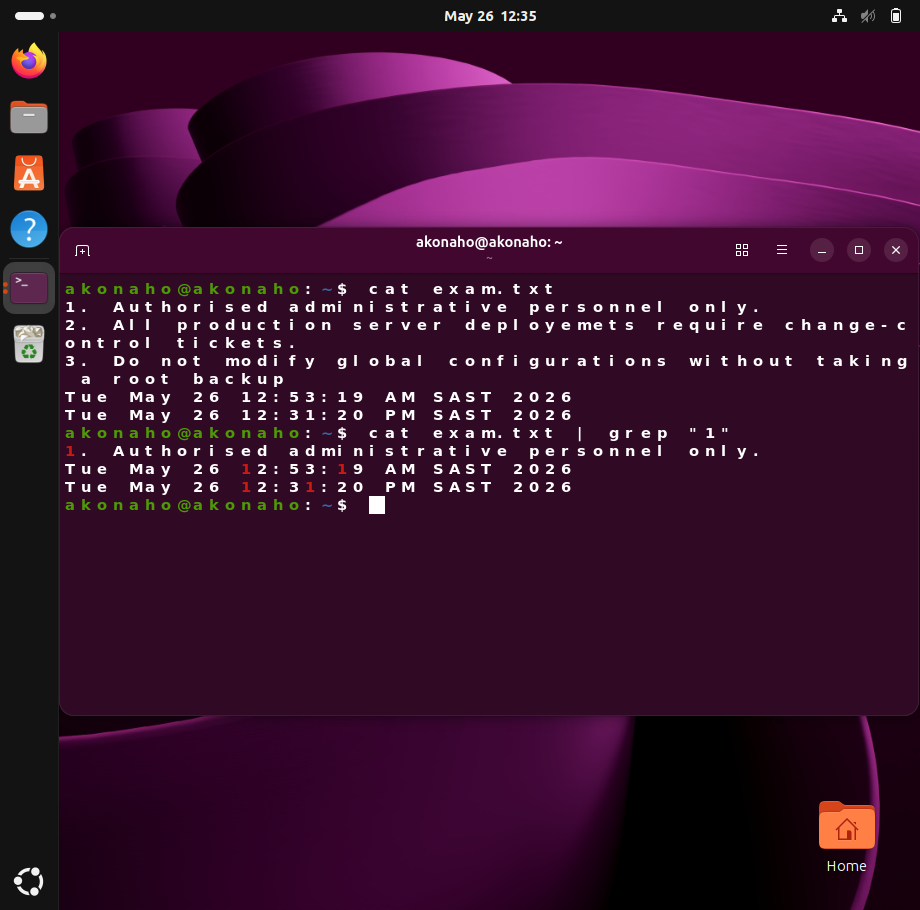 May 26 12:35
akonaho@akonaho: ~
~
akonaho@akonaho:~$ cat exam.txt
1. Authorised administrative personnel only.
2. All production server deployemets require change-c
ontrol tickets.
3. Do not modify global configurations without taking
 a root backup
Tue May 26 12:53:19 AM SAST 2026
Tue May 26 12:31:20 PM SAST 2026
akonaho@akonaho:~$ cat exam.txt | grep "1"
1. Authorised administrative personnel only.
Tue May 26 12:53:19 AM SAST 2026
Tue May 26 12:31:20 PM SAST 2026
akonaho@akonaho:~$
Home